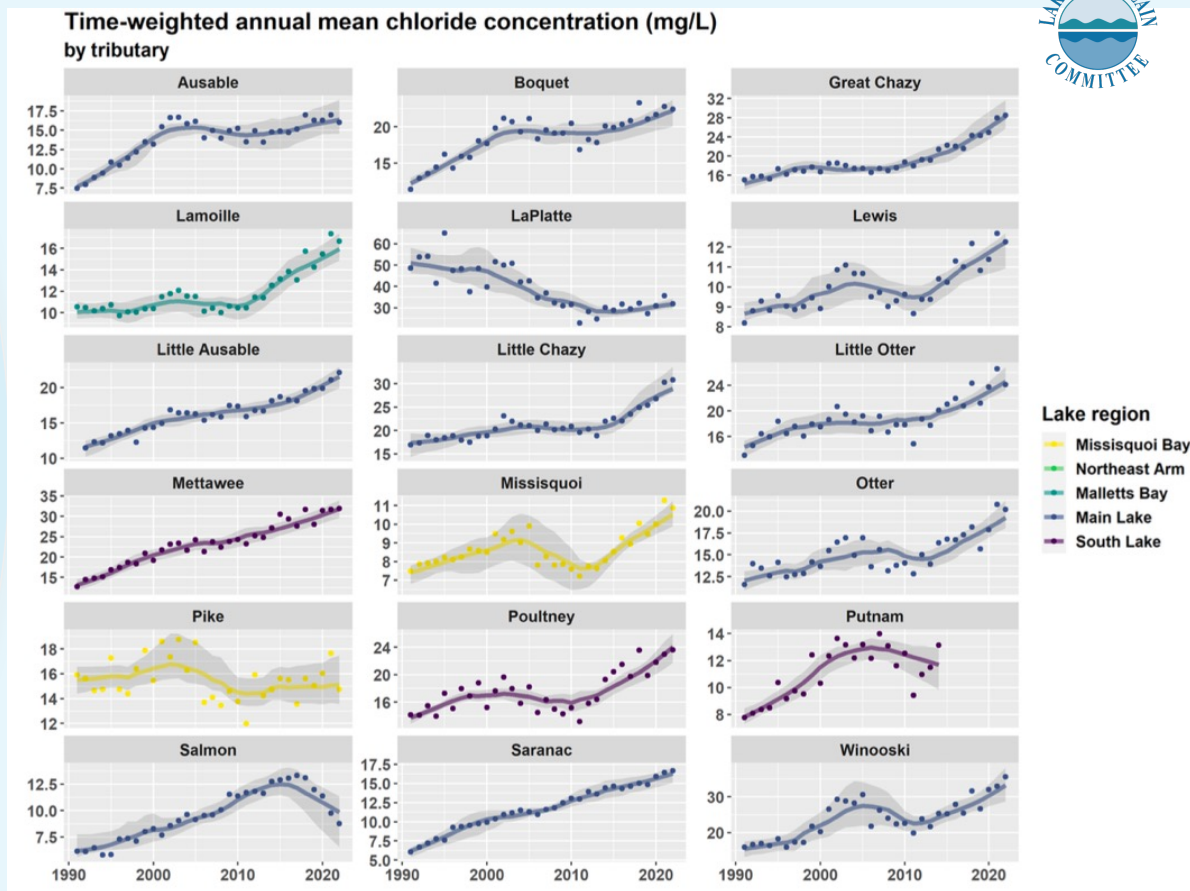 Time-weighted annual mean chloride concentration (mg/L)
by tributary
COMMITTEE
Ausable
Boquet
Great Chazy
17.5
15.0
12.5
10.0
7.5
20
15
32
28
24
20
16
Lamoille
LaPlatte
Lewis
16
14
12
10
60
50
40
30
12
11
10
9
8
Little Ausable
Little Chazy
Little Otter
20
15
10
30
25
20
15
24
20
16
Mettawee
Missisquoi
Otter
35
30
25
20
15
11
10
9
8
7
20.0
17.5
15.0
12.5
Pike
Poultney
Putnam
18
16
14
12
24
20
16
14
12
10
8
Salmon
Saranac
Winooski
12.5
10.0
7.5
17.5
15.0
12.5
10.0
7.5
5.0
30
20
1990 2000 2010 2020
1990 2000 2010 2020
1990 2000 2010 2020
Lake region
Missisquoi Bay
Northeast Arm
Malletts Bay
Main Lake
South Lake